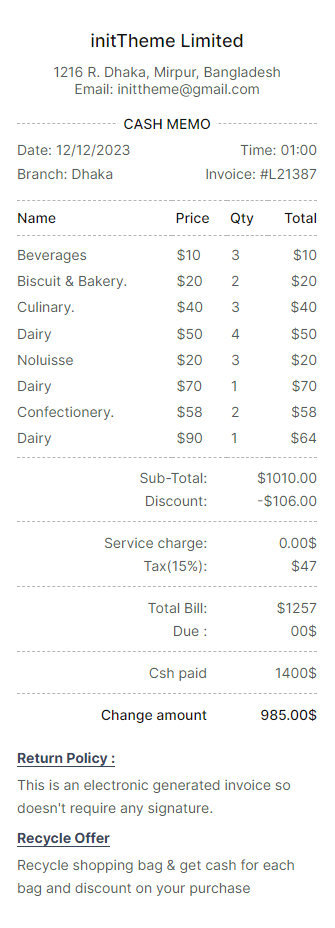 initTheme Limited
1216 R. Dhaka, Mirpur, Bangladesh
Email: inittheme@gmail.com
CASH MEMO
Date: 12/12/2023 Time: 01:00
Branch: Dhaka Invoice: #L21387
Name Price Qty Total
Beverages $10 3 $10
Biscuit & Bakery. $20 2 $20
Culinary. $40 3 $40
Dairy $50 4 $50
Noluisse $20 3 $20
Dairy $70 1 $70
Confectionery. $58 2 $58
Dairy $90 1 $64
Sub-Total: $1010.00
Discount: -$106.00
Service charge: 0.00$
Tax(15%): $47
Total Bill: $1257
Due : 00$
Csh paid 1400$
Change amount 985.00$
Return Policy :
This is an electronic generated invoice so
doesn't require any signature.
Recycle Offer
Recycle shopping bag & get cash for each
bag and discount on your purchase